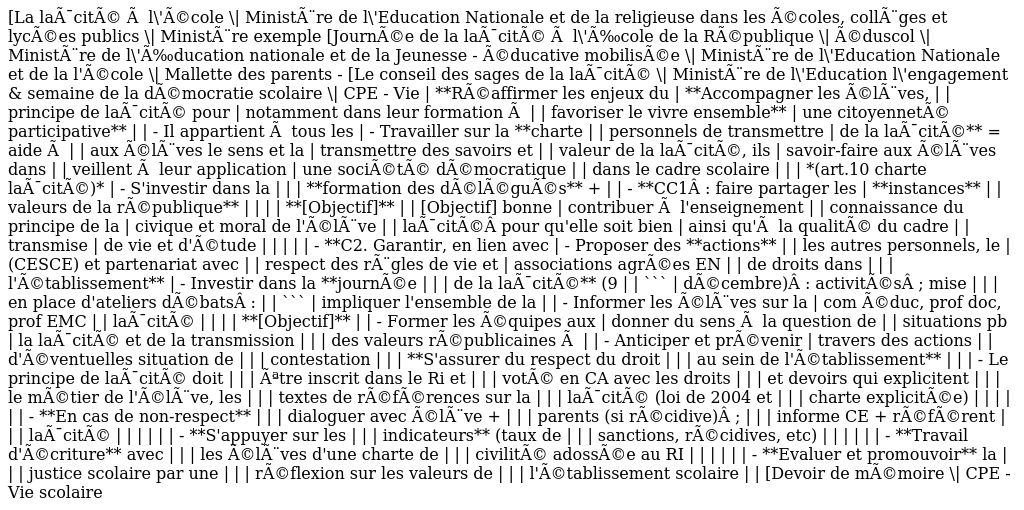 [La laÃ¯citÃ© Ã  l\'Ã©cole \| MinistÃ¨re de l\'Education Nationale et de la religieuse dans les Ã©coles, collÃ¨ges et
lycÃ©es publics \| MinistÃ¨re exemple [JournÃ©e de la laÃ¯citÃ© Ã  l\'Ã‰cole de la RÃ©publique \| Ã©duscol \|
MinistÃ¨re de l\'Ã‰ducation nationale et de la Jeunesse - Ã©ducative mobilisÃ©e \| MinistÃ¨re de l\'Education Nationale
et de la l'Ã©cole \| Mallette des parents - [Le conseil des sages de la laÃ¯citÃ© \| MinistÃ¨re de l\'Education l\'engagement
& semaine de la dÃ©mocratie scolaire \| CPE - Vie | **RÃ©affirmer les enjeux du | **Accompagner les Ã©lÃ¨ves, | |
principe de laÃ¯citÃ© pour | notamment dans leur formation Ã  | | favoriser le vivre ensemble** | une citoyennetÃ©
participative** | | - Il appartient Ã  tous les | - Travailler sur la **charte | | personnels de transmettre | de la laÃ¯citÃ©** =
aide Ã  | | aux Ã©lÃ¨ves le sens et la | transmettre des savoirs et | | valeur de la laÃ¯citÃ©, ils | savoir-faire aux Ã©lÃ¨ves
dans | | veillent Ã  leur application | une sociÃ©tÃ© dÃ©mocratique | | dans le cadre scolaire | | | *(art.10 charte
laÃ¯citÃ©)* | - S'investir dans la | | | **formation des dÃ©lÃ©guÃ©s** + | | - **CC1Â : faire partager les | **instances** | |
valeurs de la rÃ©publique** | | | | **[Objectif]** | | [Objectif] bonne | contribuer Ã  l'enseignement | | connaissance du
principe de la | civique et moral de l'Ã©lÃ¨ve | | laÃ¯citÃ©Â pour qu'elle soit bien | ainsi qu'Ã  la qualitÃ© du cadre | |
transmise | de vie et d'Ã©tude | | | | | - **C2. Garantir, en lien avec | - Proposer des **actions** | | les autres personnels, le |
(CESCE) et partenariat avec | | respect des rÃ¨gles de vie et | associations agrÃ©es EN | | de droits dans | | |
l'Ã©tablissement** | - Investir dans la **journÃ©e | | | de la laÃ¯citÃ©** (9 | | ``` | dÃ©cembre)Â : activitÃ©sÂ ; mise | | |
en place d'ateliers dÃ©batsÂ : | | ``` | impliquer l'ensemble de la | | - Informer les Ã©lÃ¨ves sur la | com Ã©duc, prof doc,
prof EMC | | laÃ¯citÃ© | | | | **[Objectif]** | | - Former les Ã©quipes aux | donner du sens Ã  la question de | | situations pb
| la laÃ¯citÃ© et de la transmission | | | des valeurs rÃ©publicaines Ã  | | - Anticiper et prÃ©venir | travers des actions | |
d'Ã©ventuelles situation de | | | contestation | | | **S'assurer du respect du droit | | | au sein de l'Ã©tablissement** | | | - Le
principe de laÃ¯citÃ© doit | | | Ãªtre inscrit dans le Ri et | | | votÃ© en CA avec les droits | | | et devoirs qui explicitent | | |
le mÃ©tier de l'Ã©lÃ¨ve, les | | | textes de rÃ©fÃ©rences sur la | | | laÃ¯citÃ© (loi de 2004 et | | | charte explicitÃ©e) | | | | |
| | - **En cas de non-respect** | | | dialoguer avec Ã©lÃ¨ve + | | | parents (si rÃ©cidive)Â ; | | | informe CE + rÃ©fÃ©rent |
| | laÃ¯citÃ© | | | | | | - **S'appuyer sur les | | | indicateurs** (taux de | | | sanctions, rÃ©cidives, etc) | | | | | | - **Travail
d'Ã©criture** avec | | | les Ã©lÃ¨ves d'une charte de | | | civilitÃ© adossÃ©e au RI | | | | | | - **Evaluer et promouvoir** la |
| | justice scolaire par une | | | rÃ©flexion sur les valeurs de | | | l'Ã©tablissement scolaire | | [Devoir de mÃ©moire \| CPE -
Vie scolaire